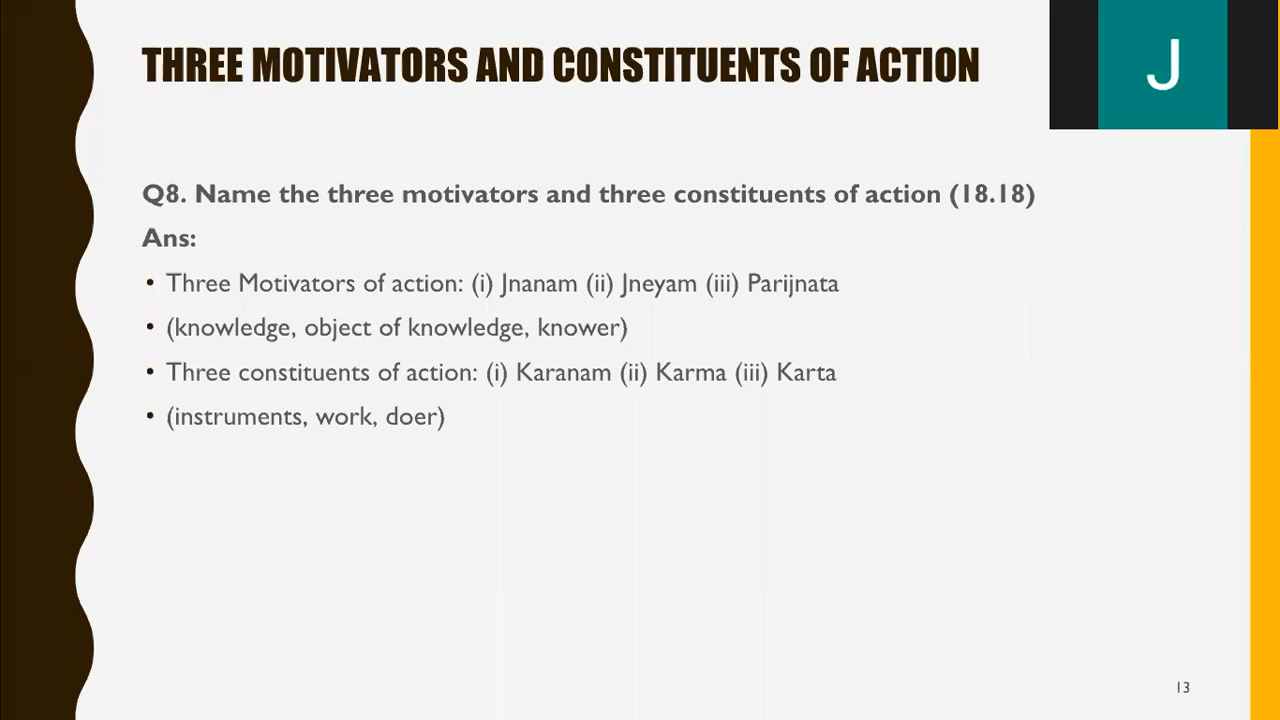 THREE MOTIVATORS AND CONSTITUENTS OF ACTION
J
Q8. Name the three motivators and three constituents of action (18.18)
Ans:
• Three Motivators of action: (i) Jnanam (ii) Jneyam (iii) Parijnata
• (knowledge, object of knowledge, knower)
• Three constituents of action: (i) Karanam (ii) Karma (iii) Karta
• (instruments, work, doer)
13